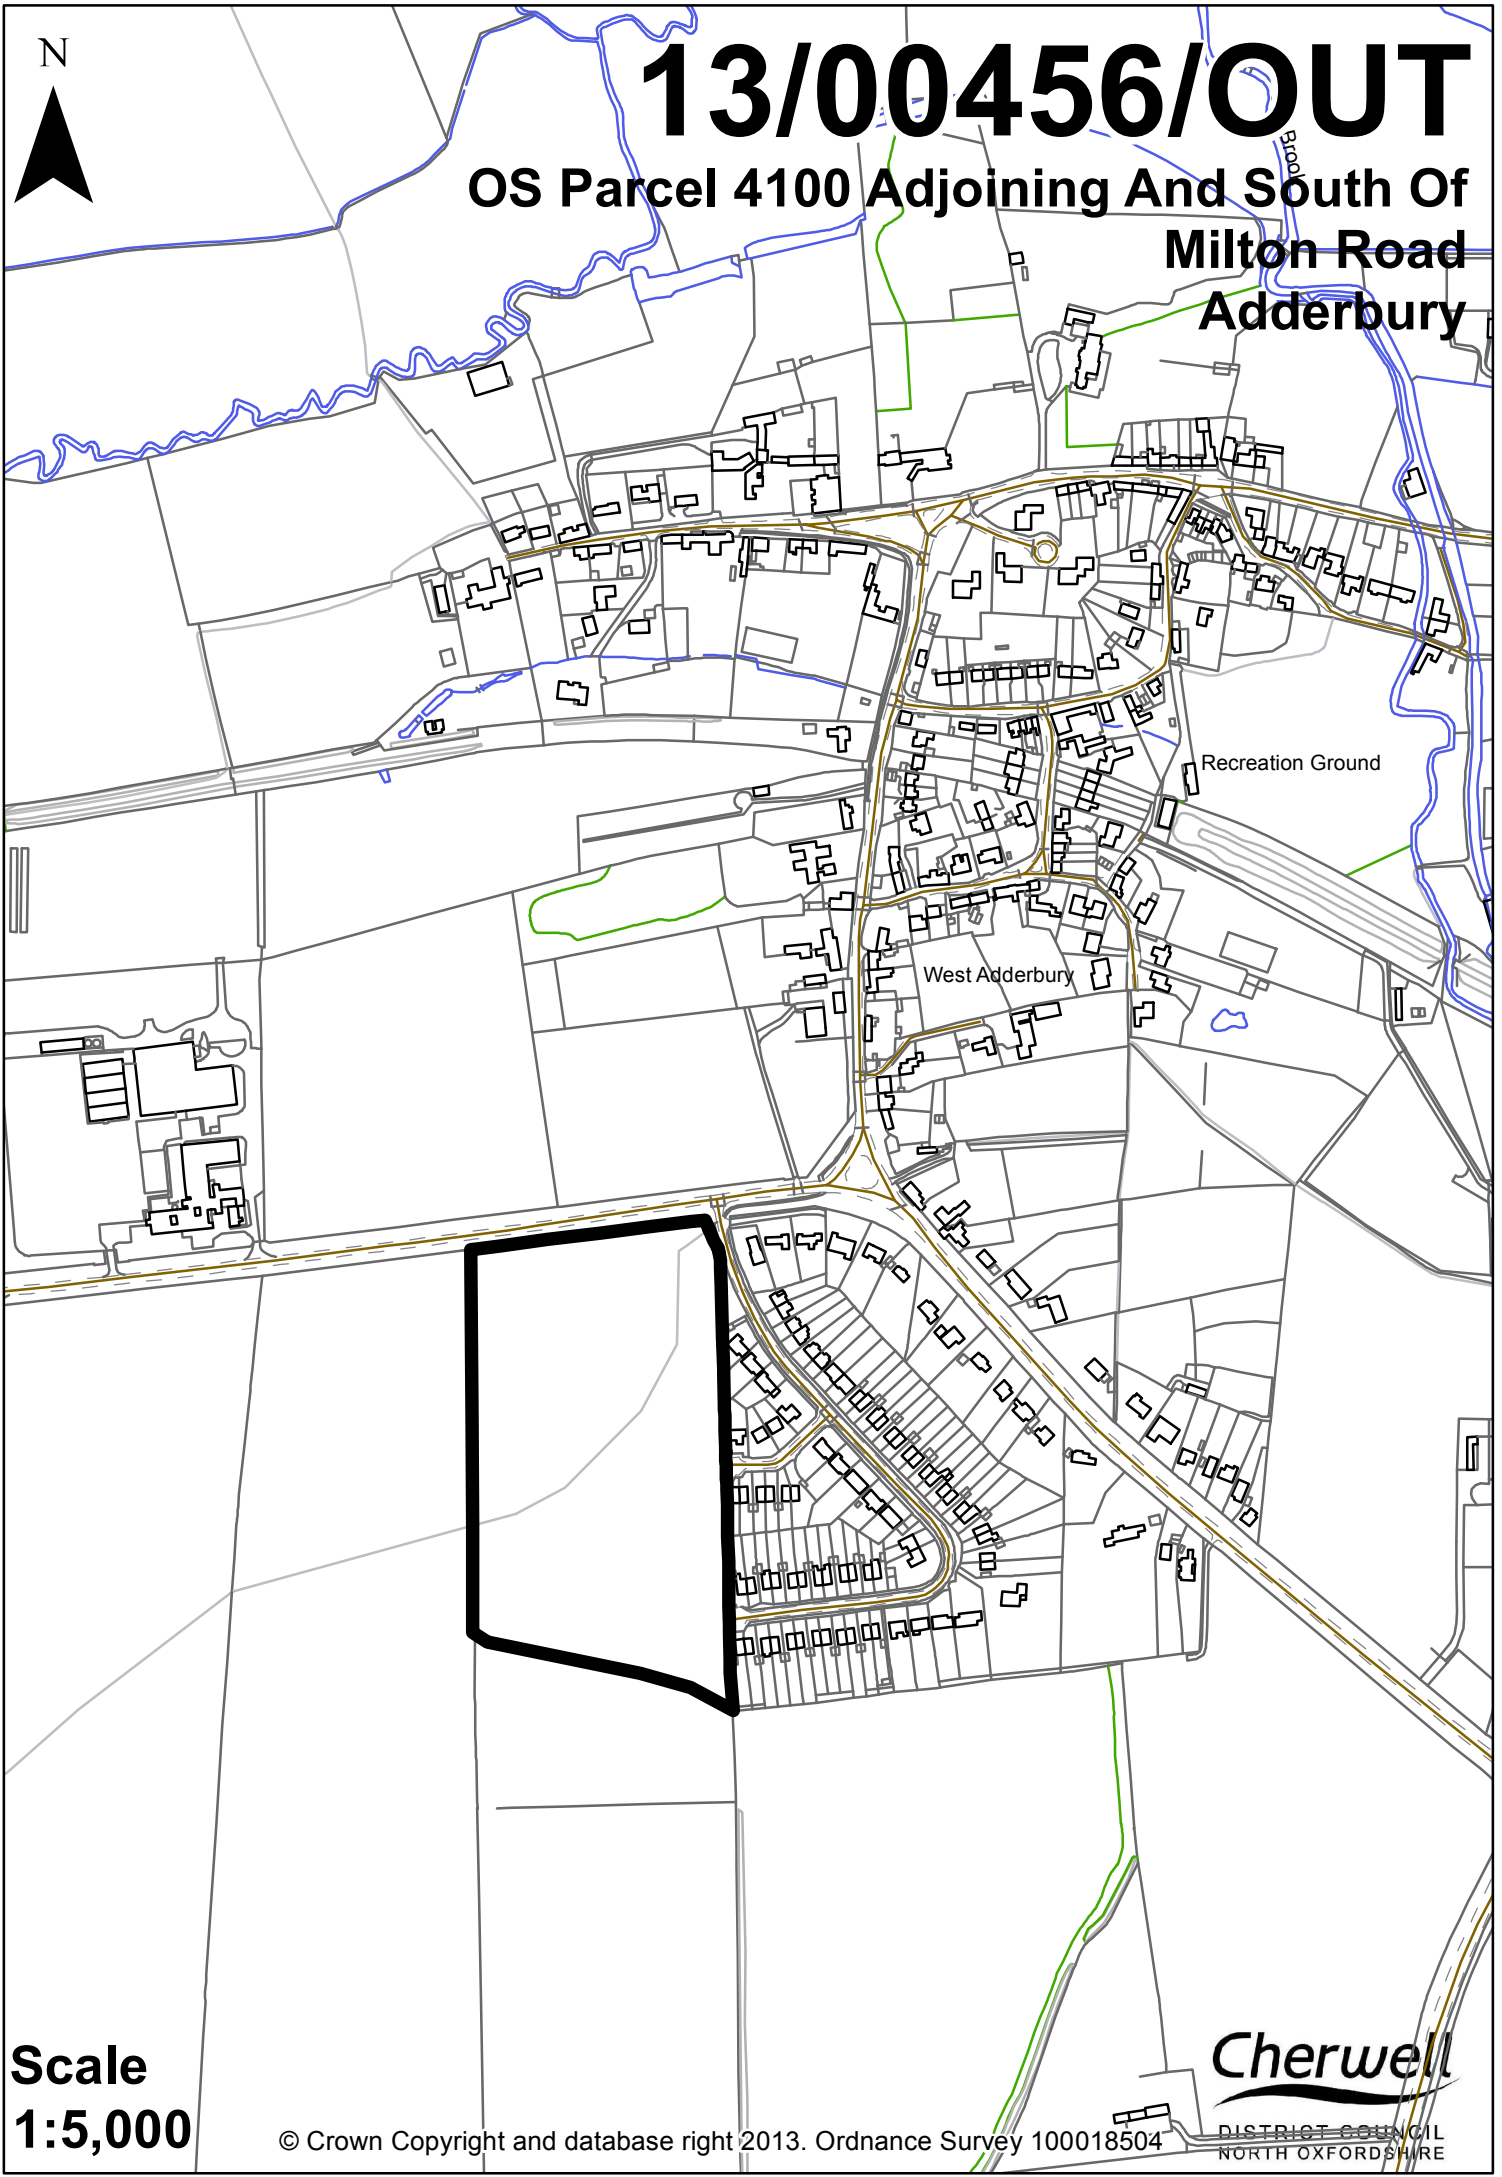 N
13/00456/OUT
OS Parcel 4100 Adjoining And South Of
Milton Road
Adderbury
Brook
Recreation Ground
West Adderbury
Scale
1:5,000
© Crown Copyright and database right 2013. Ordnance Survey 100018504
Cherwell
DISTRICT COUNCIL
NORTH OXFORDSHIRE